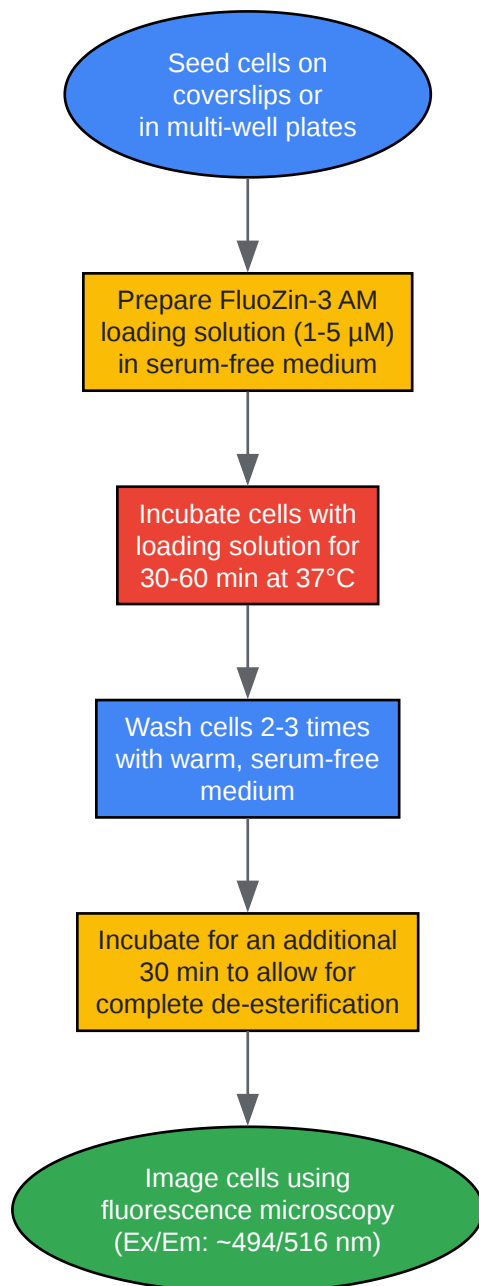 Seed cells on
coverslips or
in multi-well plates
Prepare FluoZin-3 AM
loading solution (1-5 µM)
in serum-free medium
Incubate cells with
loading solution for
30-60 min at 37°C
Wash cells 2-3 times
with warm, serum-free
medium
Incubate for an additional
30 min to allow for
complete de-esterification
Image cells using
fluorescence microscopy
(Ex/Em: ~494/516 nm)